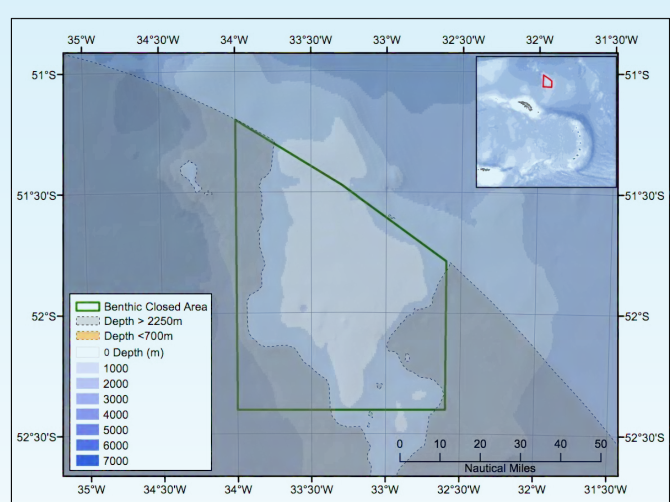 35°W 34°30'W 34°W 33°30'W 33°W 32°30'W 32°W 31°30'W
51°S 51°S
51°30'S 51°30'S
52°S 52°S
52°30'S 52°30'S
Benthic Closed Area
Depth > 2250m
Depth <700m
0 Depth (m)
1000
2000
3000
4000
5000
6000
7000
0 10 20 30 40 50
Nautical Miles
35°W 34°30'W 34°W 33°30'W 33°W 32°30'W 32°W 31°30'W